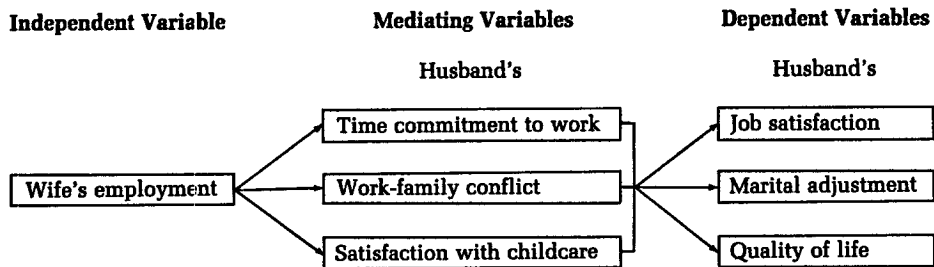 Independent Variable
Mediating Variables
Dependent Variables
Husband's
Husband's
Time commitment to work
Job satisfaction
Wife's employment
Work-family conflict
Marital adjustment
Satisfaction with childcare
Quality of life